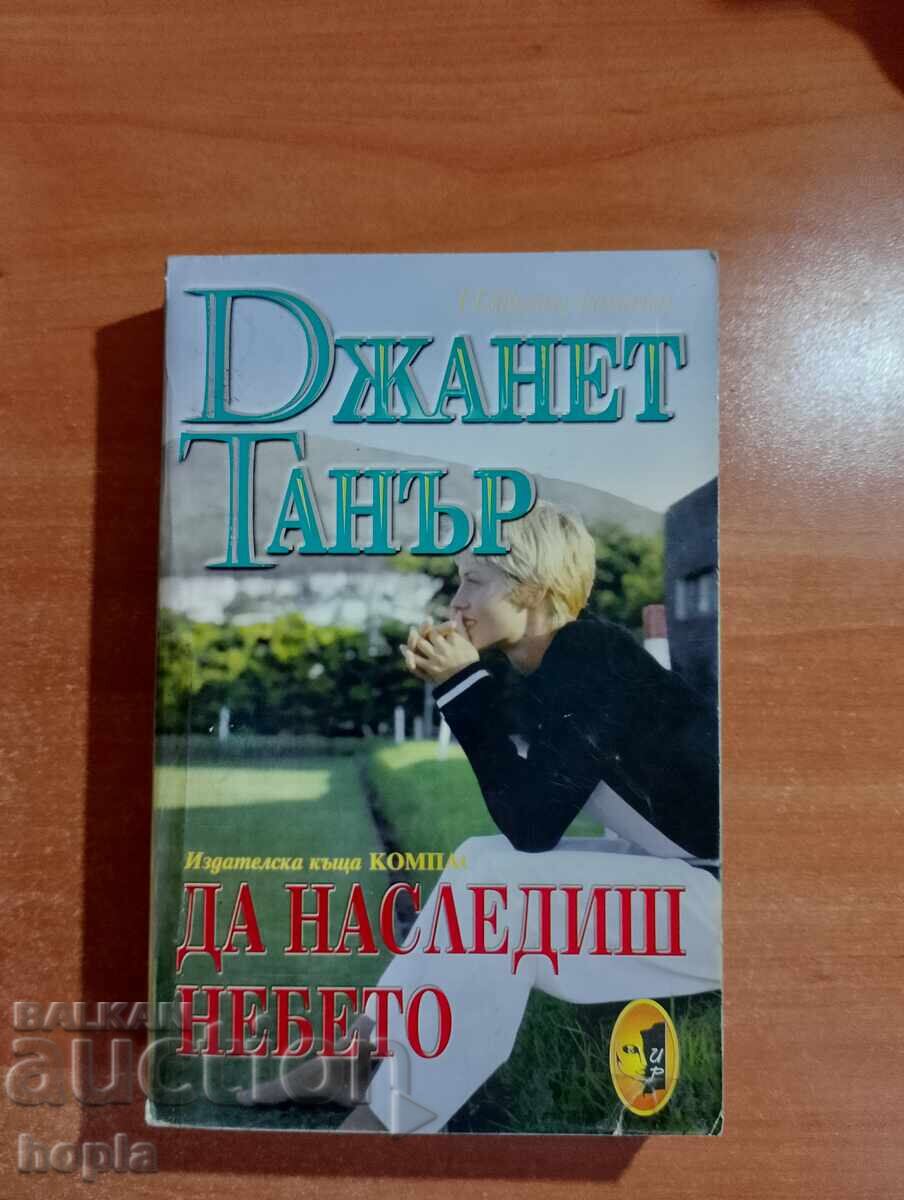 ДЖАНЕТ
ТАНЪР
Издателска къща КОМПАС
ДА НАСЛЕДИШ
НЕБЕТО
ИР
BALKAN
auction
hopla